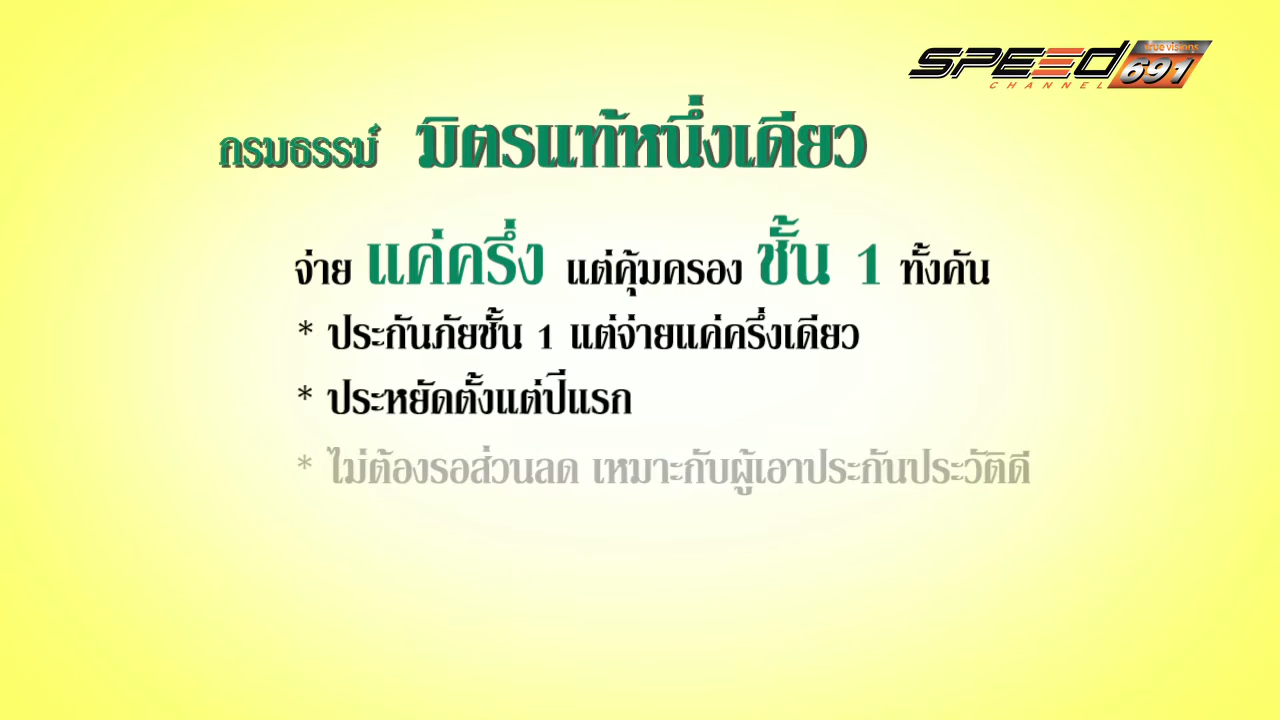 SPEED true visions
CHANNEL 691
กรมธรรม์ มิตรแท้หนึ่งเดียว
จ่าย แค่ครึ่ง แต่คุ้มครอง ชั้น 1 ทั้งคัน
* ประกันภัยชั้น 1 แต่จ่ายแค่ครึ่งเดียว
* ประหยัดตั้งแต่ปีแรก
* ไม่ต้องรอส่วนลด เหมาะกับผู้เอาประกันประวัติดี